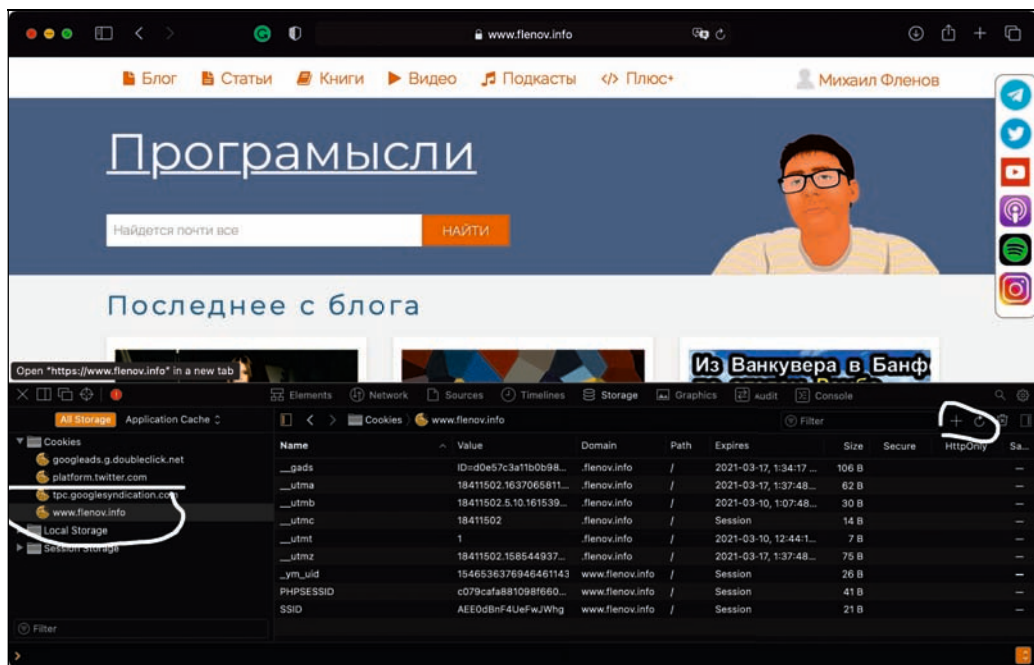 www.flenov.info
Блог Статьи Книги Видео Подкасты </> Плюс+ Михаил Фленов
Програмысли
Найдется почти все НАЙТИ
Последнее с блога
Из Ванкувера в Банф
Open "https://www.flenov.info" in a new tab
Elements Network Sources Timelines Storage Graphics Audit Console
All Storage Application Cache Cookies www.flenov.info Filter
Cookies
googleads.g.doubleclick.net
platform.twitter.com
tpc.googlesyndication.com
www.flenov.info
Local Storage
Session Storage
Filter
Name Value Domain Path Expires Size Secure HttpOnly Sa...
__gads ID=d0e57c3a11b0b98... .flenov.info / 2021-03-17, 1:34:17 ... 106 B
__utma 18411502.1637065811... .flenov.info / 2021-03-17, 1:37:48... 62 B —
__utmb 18411502.5.10.161539... .flenov.info / 2021-03-10, 1:07:48... 30 B —
__utmc 18411502 .flenov.info / Session 14 B —
__utmt 1 .flenov.info / 2021-03-10, 12:44:1... 7 B —
__utmz 18411502.158544937... .flenov.info / 2021-03-17, 1:37:48... 75 B —
_ym_uid 1546536376946461143 www.flenov.info / Session 26 B —
PHPSESSID c079cafa881098f660... www.flenov.info / Session 41 B —
SSID AEE0dBnF4UeFwJWhg www.flenov.info / Session 21 B —